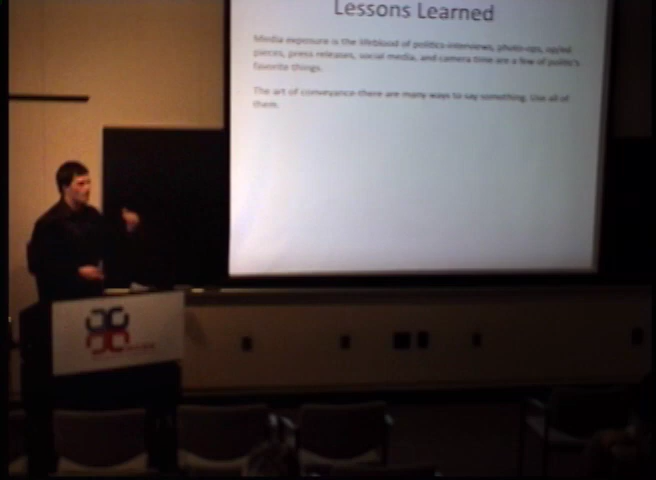 Lessons Learned
Media exposure is the lifeblood of politics-interviews, photo-ops, op/ed
pieces, press releases, social media, and camera time are a few of politic's
favorite things.
The art of conveyance-there are many ways to say something. Use all of
them.